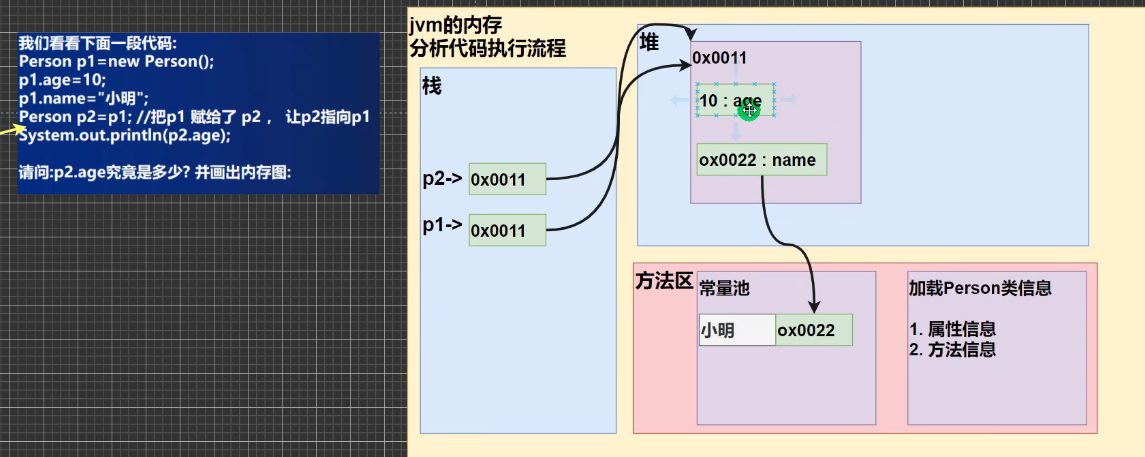 我们看看下面一段代码:
Person p1=new Person();
p1.age=10;
p1.name="小明";
Person p2=p1; //把p1 赋给了 p2 ， 让p2指向p1
System.out.println(p2.age);
请问:p2.age究竟是多少? 并画出内存图:
jvm的内存
分析代码执行流程
栈
p2->
0x0011
p1->
0x0011
堆
0x0011
10 : age
ox0022 : name
方法区
常量池
小明
ox0022
加载Person类信息
1. 属性信息
2. 方法信息